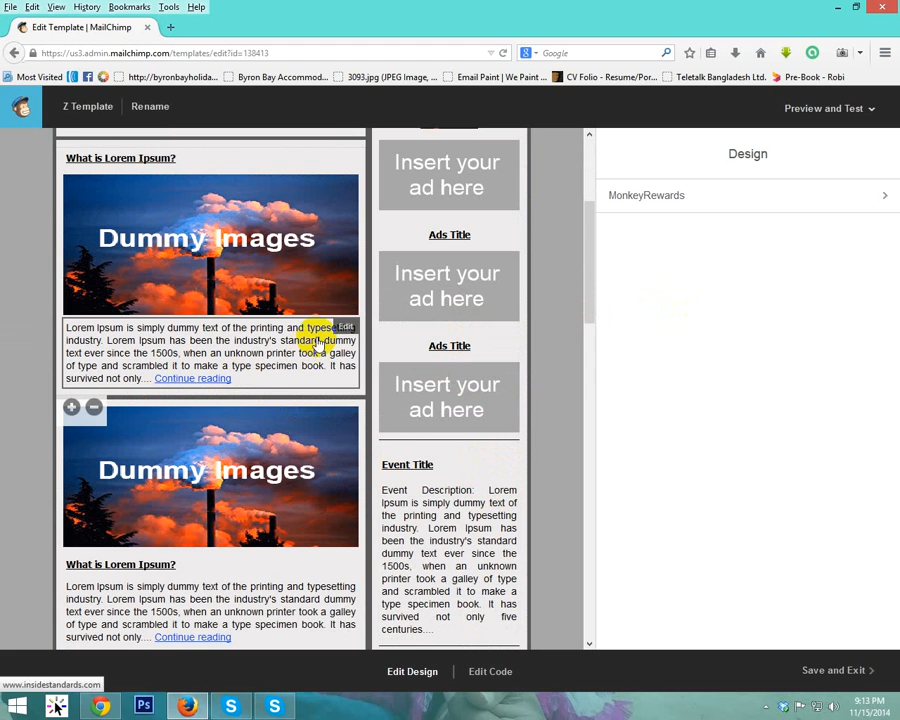 File Edit View History Bookmarks Tools Help
Edit Template | MailChimp
https://us3.admin.mailchimp.com/templates/edit?id=138413
Google
Most Visited
http://byronbayholida...
Byron Bay Accommod...
3093.jpg (JPEG Image, ...
Email Paint | We Paint ...
CV Folio - Resume/Por...
Teletalk Bangladesh Ltd.
Pre-Book - Robi
Z Template
Rename
Preview and Test
What is Lorem Ipsum?
Dummy Images
Edit
Lorem Ipsum is simply dummy text of the printing and typesetting
industry. Lorem Ipsum has been the industry's standard dummy
text ever since the 1500s, when an unknown printer took a galley
of type and scrambled it to make a type specimen book. It has
survived not only.... Continue reading
Dummy Images
What is Lorem Ipsum?
Lorem Ipsum is simply dummy text of the printing and typesetting
industry. Lorem Ipsum has been the industry's standard dummy
text ever since the 1500s, when an unknown printer took a galley
of type and scrambled it to make a type specimen book. It has
survived not only.... Continue reading
Insert your
ad here
Ads Title
Insert your
ad here
Ads Title
Insert your
ad here
Event Title
Event Description: Lorem
Ipsum is simply dummy text of
the printing and typesetting
industry. Lorem Ipsum has
been the industry's standard
dummy text ever since the
1500s, when an unknown
printer took a galley of type
and scrambled it to make a
type specimen book. It has
survived not only five
centuries....
Design
MonkeyRewards
Edit Design
Edit Code
Save and Exit
www.insidestandards.com
Ps
9:13 PM
11/15/2014